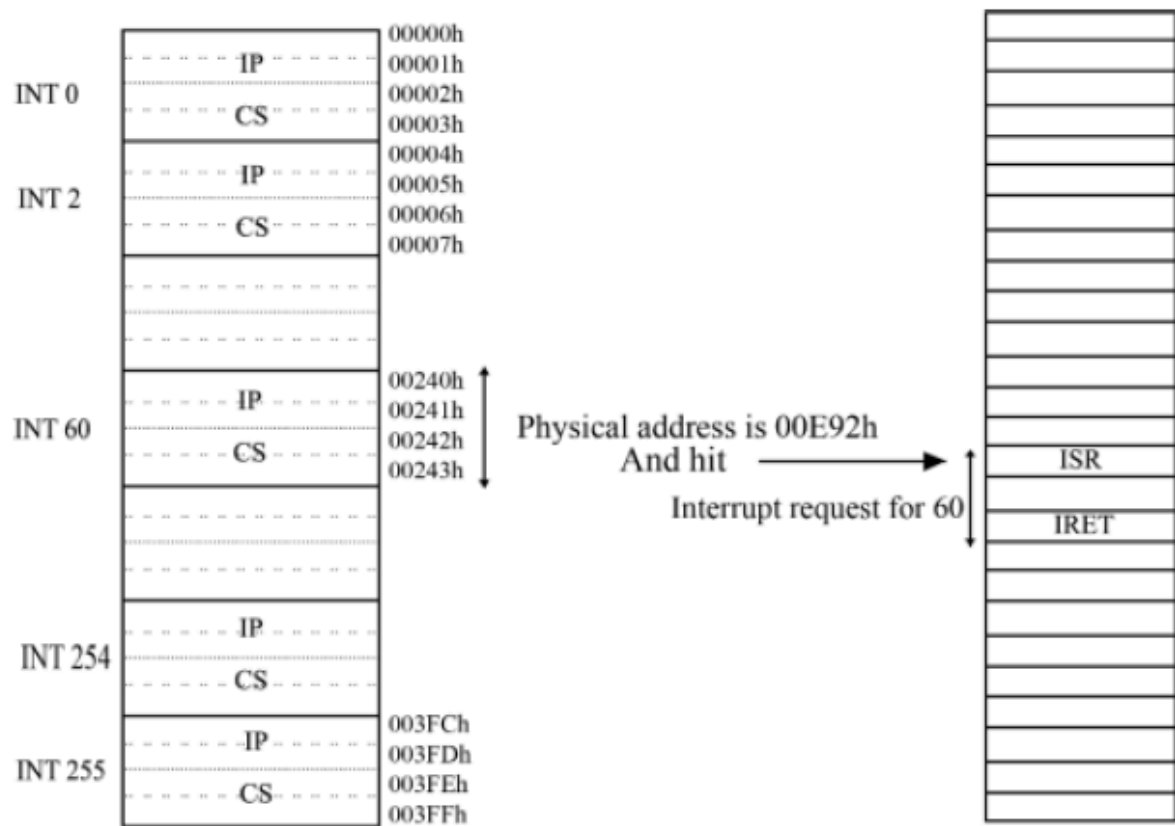 00000h
IP
00001h
INT 0
00002h
CS
00003h
00004h
IP
00005h
INT 2
00006h
CS
00007h
00240h
IP
00241h
INT 60
00242h
CS
00243h
Physical address is 00E92h
And hit
Interrupt request for 60
ISR
IRET
IP
INT 254
CS
003FCh
IP
003FDh
INT 255
003FEh
CS
003FFh